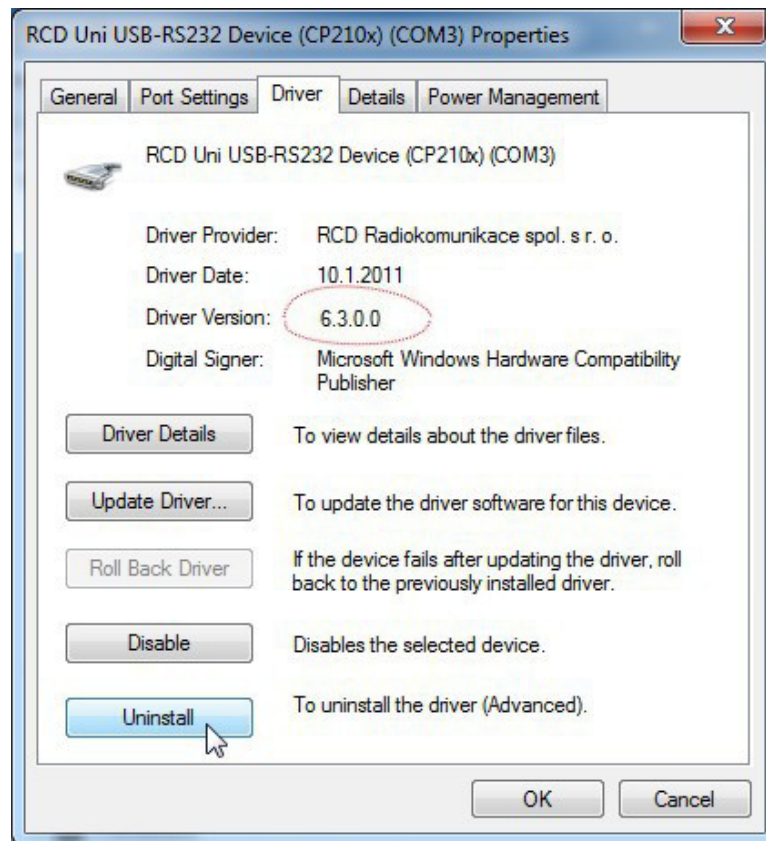 RCD Uni USB-RS232 Device (CP210x) (COM3) Properties
General Port Settings Driver Details Power Management
RCD Uni USB-RS232 Device (CP210x) (COM3)
Driver Provider: RCD Radiokomunikace spol. s r. o.
Driver Date: 10.1.2011
Driver Version: 6.3.0.0
Digital Signer: Microsoft Windows Hardware Compatibility
Publisher
Driver Details To view details about the driver files.
Update Driver... To update the driver software for this device.
Roll Back Driver If the device fails after updating the driver, roll
back to the previously installed driver.
Disable Disables the selected device.
Uninstall To uninstall the driver (Advanced).
OK Cancel